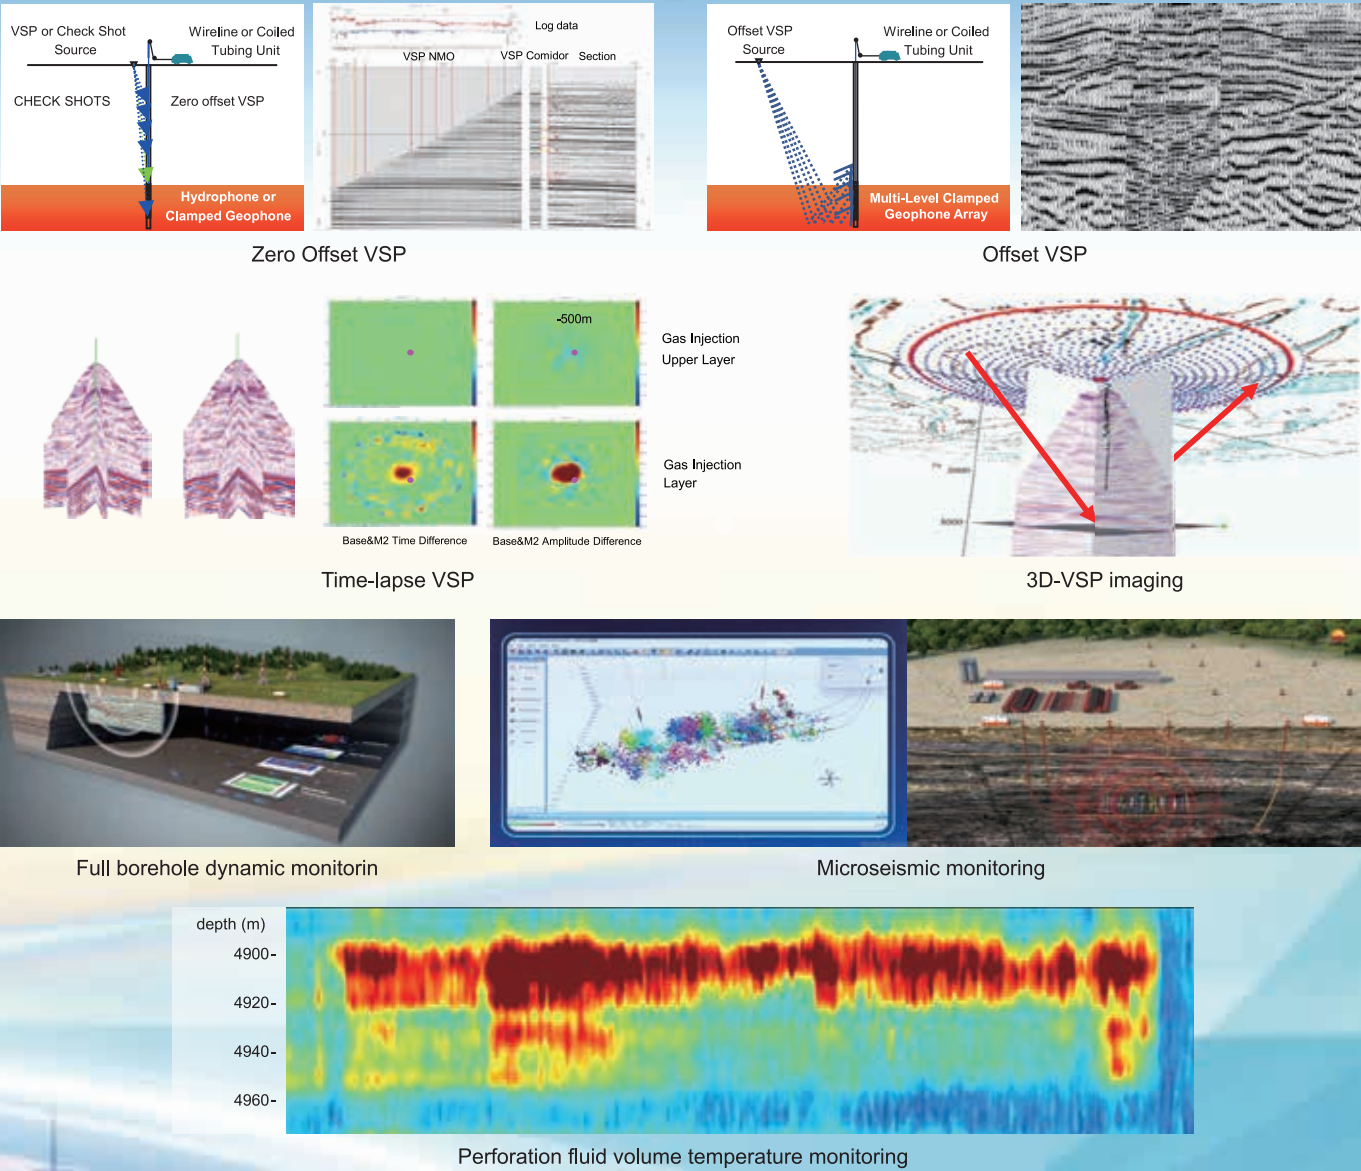 VSP or Check Shot
Source
Wireline or Coiled
Tubing Unit
CHECK SHOTS
Zero offset VSP
Hydrophone or
Clamped Geophone
Log data
VSP NMO
VSP Comidor
Section
Zero Offset VSP
Offset VSP
Source
Wireline or Coiled
Tubing Unit
Multi-Level Clamped
Geophone Array
Offset VSP
-500m
Gas Injection
Upper Layer
Gas Injection
Layer
Base&M2 Time Difference
Base&M2 Amplitude Difference
Time-lapse VSP
3D-VSP imaging
Full borehole dynamic monitorin
Microseismic monitoring
depth (m)
4900-
4920-
4940-
4960-
Perforation fluid volume temperature monitoring